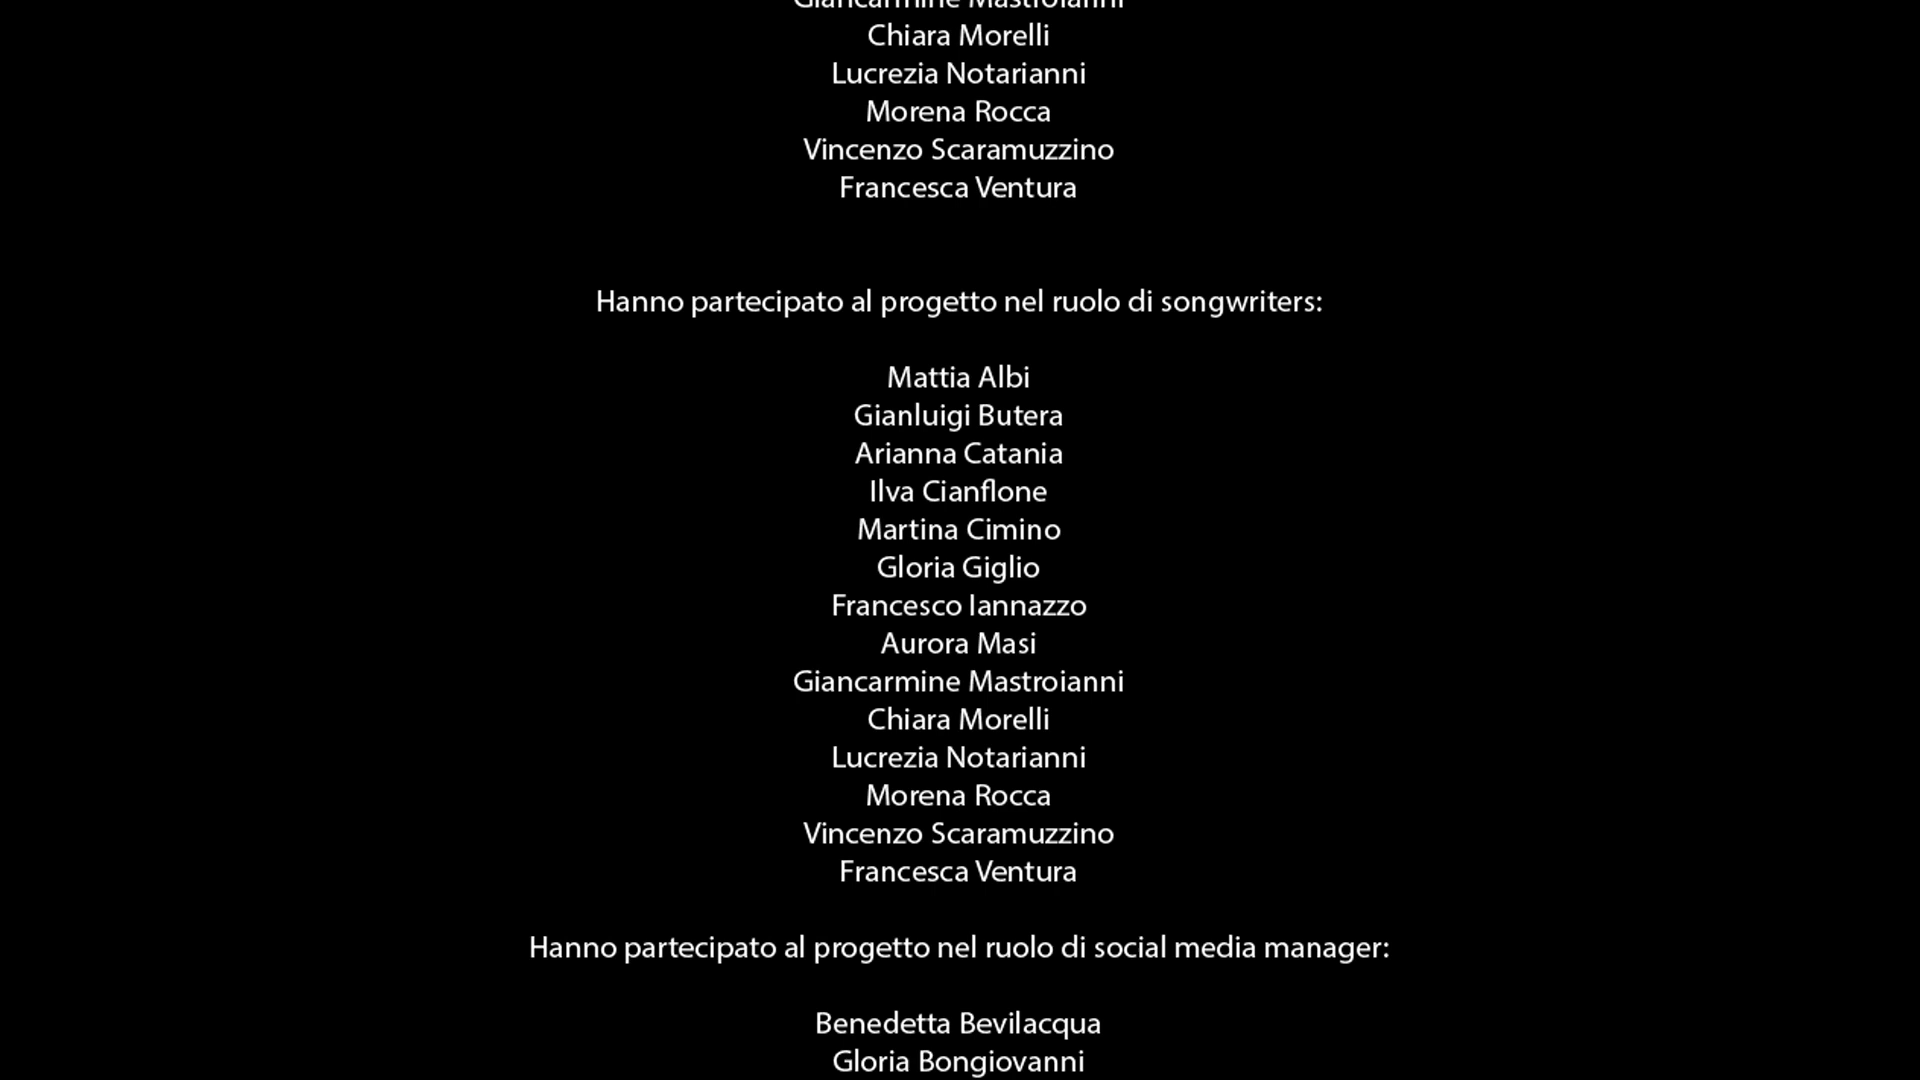 Giancarmine Mastroianni
Chiara Morelli
Lucrezia Notarianni
Morena Rocca
Vincenzo Scaramuzzino
Francesca Ventura
Hanno partecipato al progetto nel ruolo di songwriters:
Mattia Albi
Gianluigi Butera
Arianna Catania
Ilva Cianflone
Martina Cimino
Gloria Giglio
Francesco Iannazzo
Aurora Masi
Giancarmine Mastroianni
Chiara Morelli
Lucrezia Notarianni
Morena Rocca
Vincenzo Scaramuzzino
Francesca Ventura
Hanno partecipato al progetto nel ruolo di social media manager:
Benedetta Bevilacqua
Gloria Bongiovanni